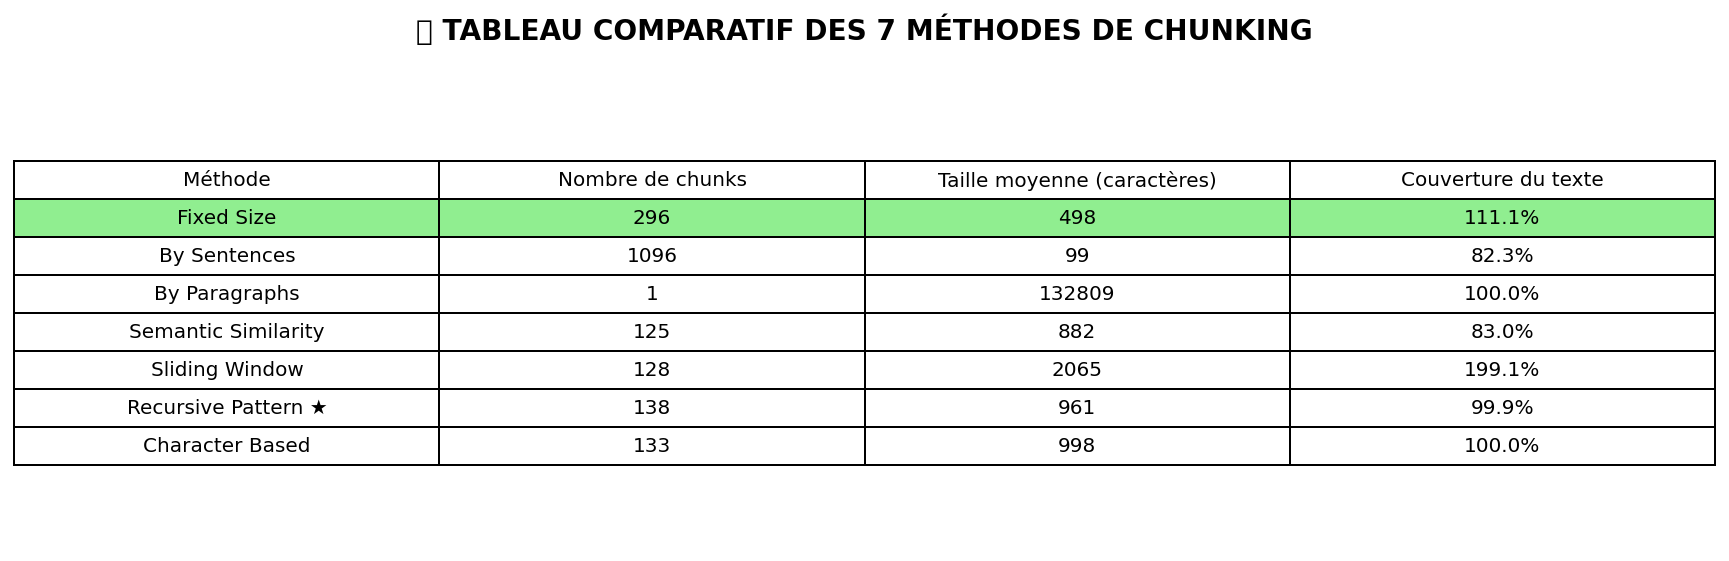 TABLEAU COMPARATIF DES 7 MÉTHODES DE CHUNKING
Méthode Nombre de chunks Taille moyenne (caractères) Couverture du texte
Fixed Size 296 498 111.1%
By Sentences 1096 99 82.3%
By Paragraphs 1 132809 100.0%
Semantic Similarity 125 882 83.0%
Sliding Window 128 2065 199.1%
Recursive Pattern ★ 138 961 99.9%
Character Based 133 998 100.0%